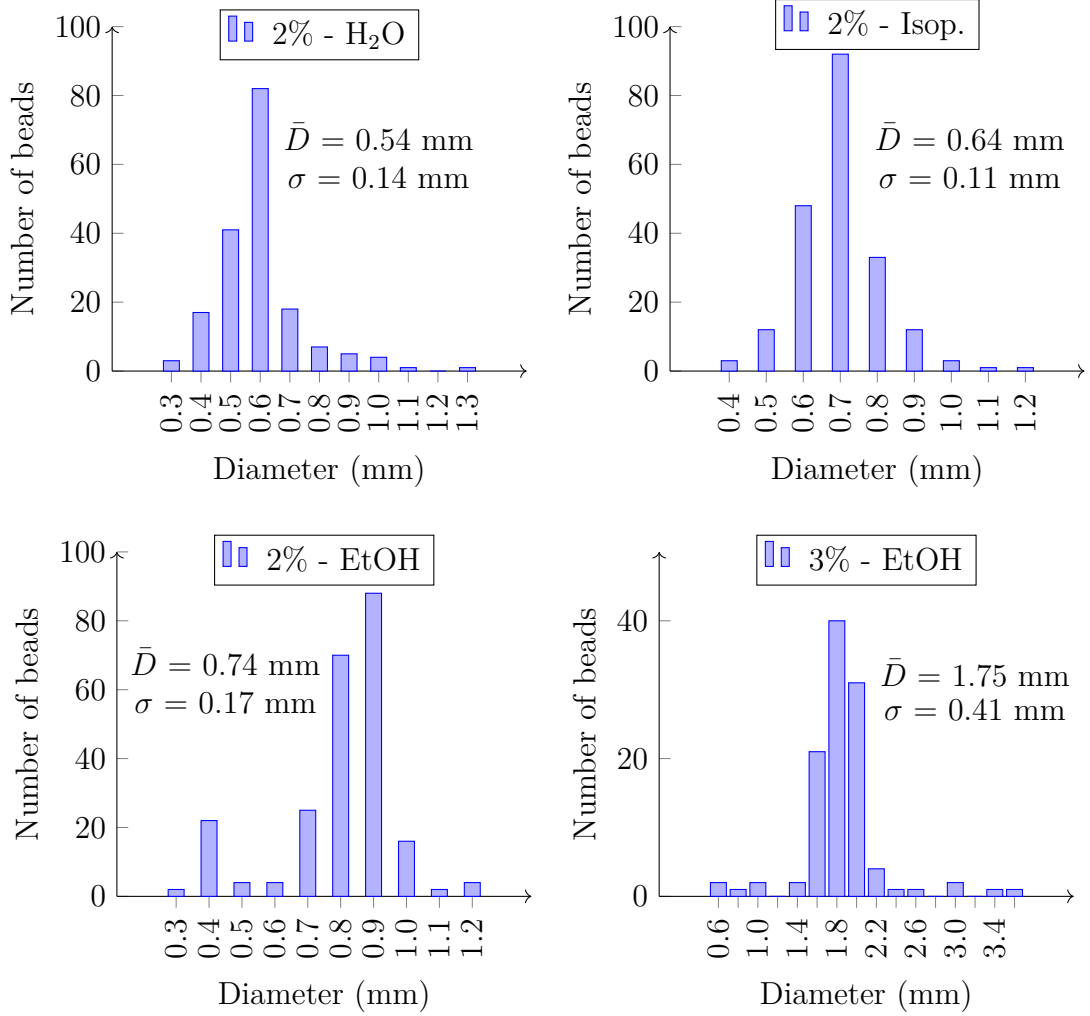 2% - H₂O
Number of beads
100
80
60
40
20
0
D̄ = 0.54 mm
σ = 0.14 mm
0.3 0.4 0.5 0.6 0.7 0.8 0.9 1.0 1.1 1.2 1.3
Diameter (mm)
2% - Isop.
Number of beads
100
80
60
40
20
0
D̄ = 0.64 mm
σ = 0.11 mm
0.4 0.5 0.6 0.7 0.8 0.9 1.0 1.1 1.2
Diameter (mm)
2% - EtOH
Number of beads
100
80
60
40
20
0
D̄ = 0.74 mm
σ = 0.17 mm
0.3 0.4 0.5 0.6 0.7 0.8 0.9 1.0 1.1 1.2
Diameter (mm)
3% - EtOH
Number of beads
40
20
0
D̄ = 1.75 mm
σ = 0.41 mm
0.6 1.0 1.4 1.8 2.2 2.6 3.0 3.4
Diameter (mm)